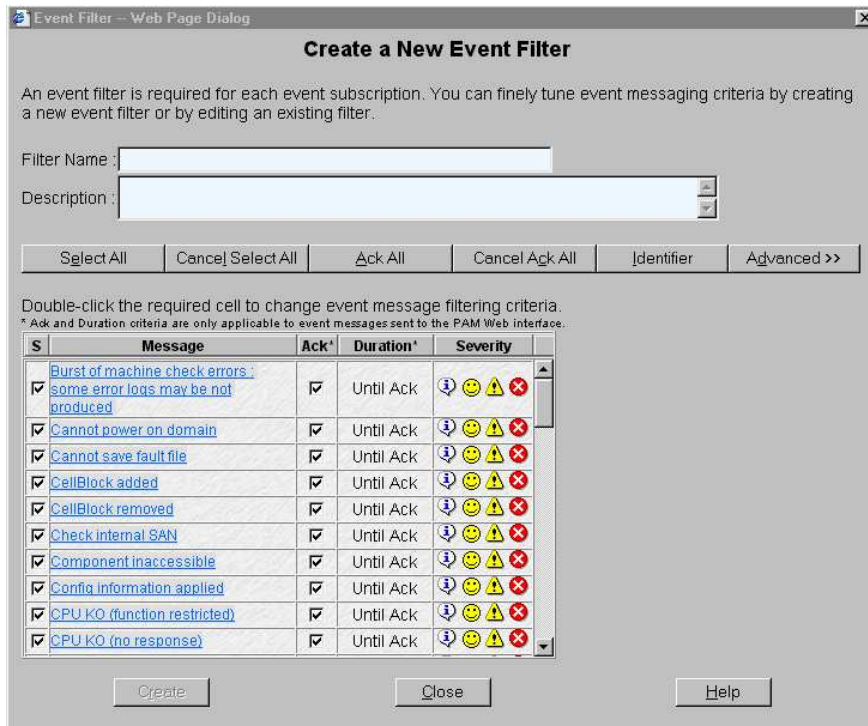 Event Filter -- Web Page Dialog
Create a New Event Filter
An event filter is required for each event subscription. You can finely tune event messaging criteria by creating
a new event filter or by editing an existing filter.
Filter Name :
Description :
Select All Cancel Select All Ack All Cancel Ack All Identifier Advanced >>
Double-click the required cell to change event message filtering criteria.
* Ack and Duration criteria are only applicable to event messages sent to the PAM Web interface.
S Message Ack* Duration* Severity
Burst of machine check errors :
some error logs may be not
produced
Until Ack
Cannot power on domain Until Ack
Cannot save fault file Until Ack
CellBlock added Until Ack
CellBlock removed Until Ack
Check internal SAN Until Ack
Component inaccessible Until Ack
Config information applied Until Ack
CPU KO (function restricted) Until Ack
CPU KO (no response) Until Ack
Create Close Help